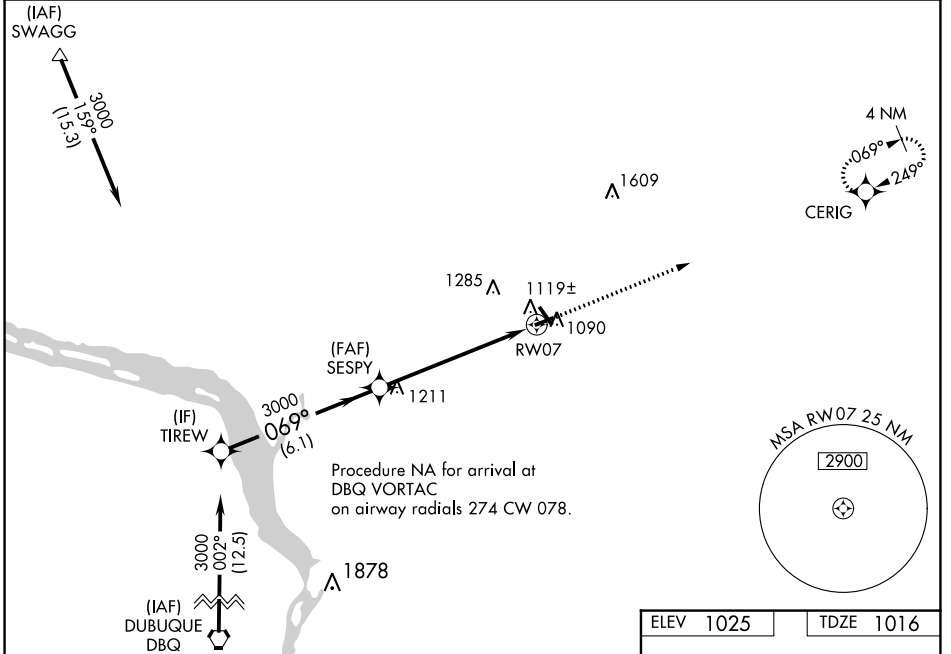 (IAF)
SWAGG
3000
159°
(15.3)
4 NM
069°
249°
CERIG
1609
1285
1119±
1090
RW07
(FAF)
SESPY
1211
3000
069°
(6.1)
(IF)
TIREW
Procedure NA for arrival at
DBQ VORTAC
on airway radials 274 CW 078.
MSA RW07 25 NM
2900
3000
002°
(12.5)
1878
(IAF)
DUBUQUE
DBQ
ELEV 1025
TDZE 1016